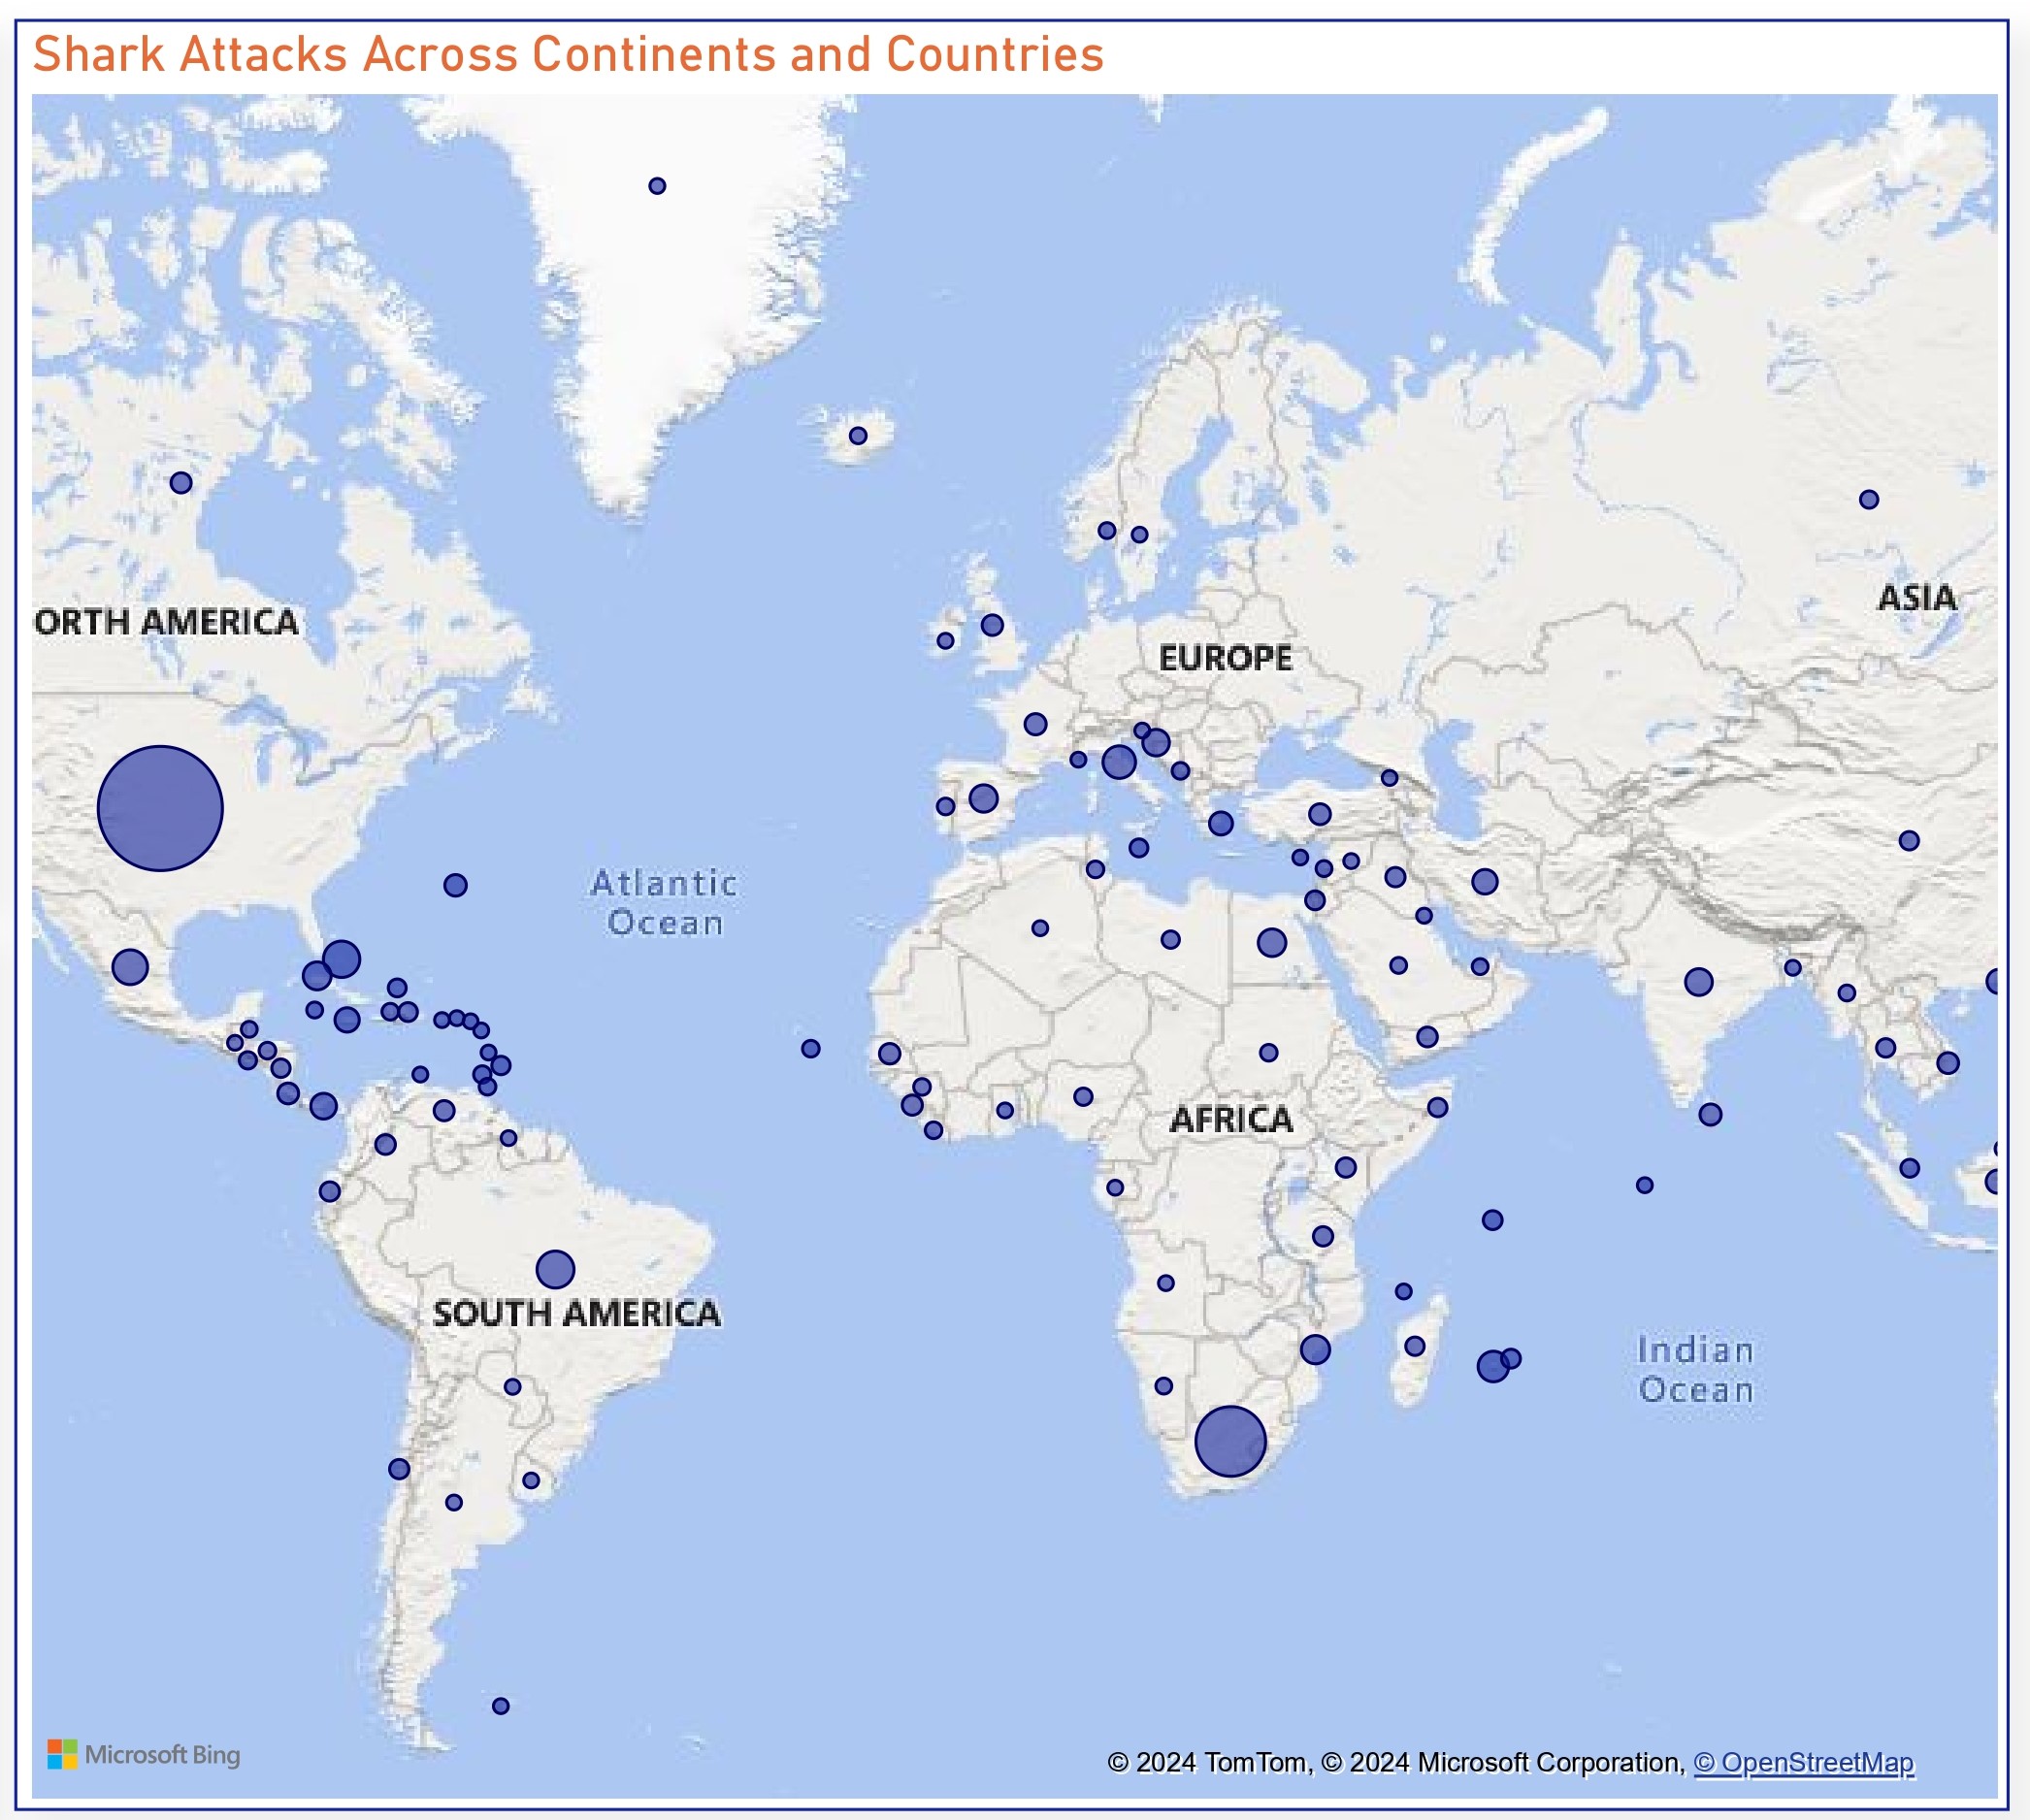 Shark Attacks Across Continents and Countries
ORTH AMERICA
ASIA
EUROPE
Atlantic
Ocean
AFRICA
SOUTH AMERICA
Indian
Ocean
Microsoft Bing
© 2024 TomTom, © 2024 Microsoft Corporation, © OpenStreetMap